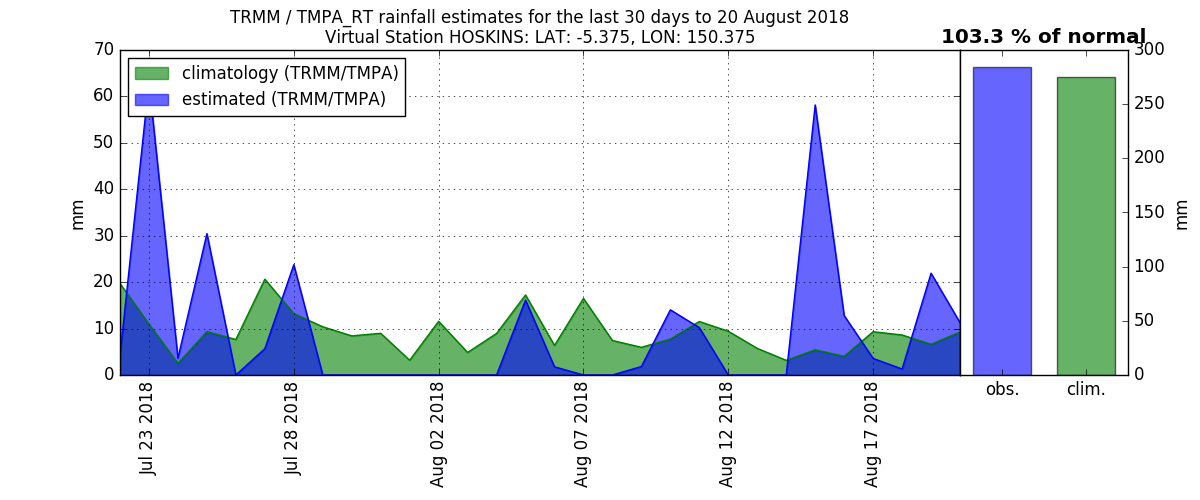 TRMM / TMPA_RT rainfall estimates for the last 30 days to 20 August 2018
Virtual Station HOSKINS: LAT: -5.375, LON: 150.375
103.3 % of normal
climatology (TRMM/TMPA)
estimated (TRMM/TMPA)
70
60
50
40
30
20
10
0
mm
Jul 23 2018
Jul 28 2018
Aug 02 2018
Aug 07 2018
Aug 12 2018
Aug 17 2018
obs.
clim.
300
250
200
150
100
50
0
mm